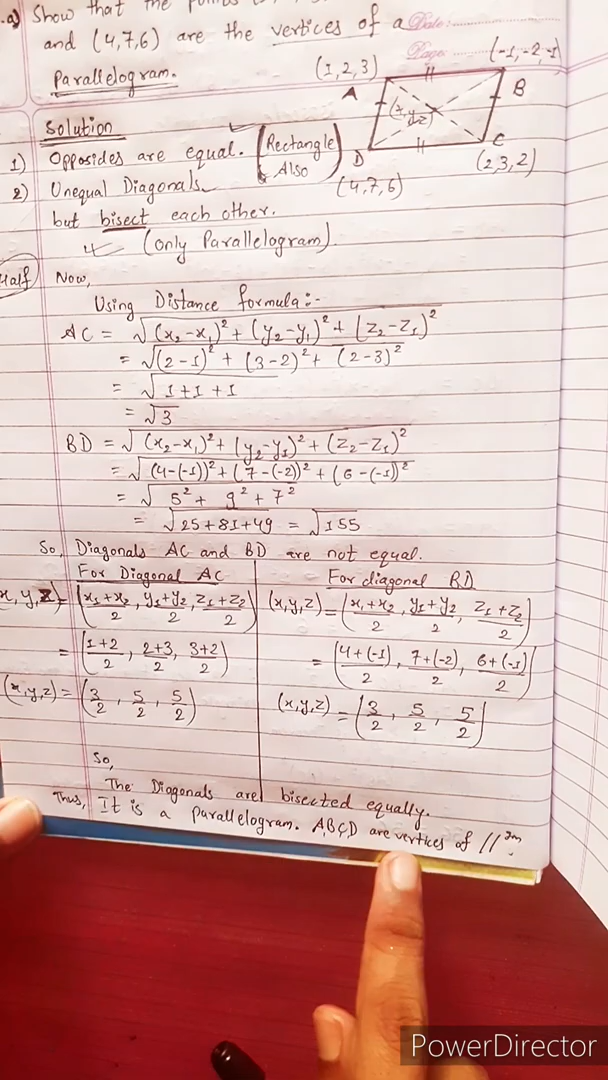 .a) Show that the points
and (4,7,6) are the vertices of a Date:
Parallelogram. Page:
(1,2,3) (-1,-2,-1)
A B
(x,y,z)
D C
(4,7,6) (2,3,2)
Solution
1) Opposides are equal. [Rectangle Also]
2) Unequal Diagonals
but bisect each other.
(Only Parallelogram).
Half Now,
Using Distance formula:-
AC = √(x₂-x₁)² + (y₂-y₁)² + (z₂-z₁)²
= √(2-1)² + (3-2)² + (2-3)²
= √1+1+1
= √3
BD = √(x₂-x₁)² + (y₂-y₁)² + (z₂-z₁)²
= √(4-(-1))² + (7-(-2))² + (6-(-1))²
= √5² + 9² + 7²
= √25+81+49 = √155
So, Diagonals AC and BD are not equal.
For Diagonal AC
x,y,z) = (x₁+x₂/2, y₁+y₂/2, z₁+z₂/2)
= (1+2/2, 2+3/2, 3+2/2)
(x,y,z) = (3/2, 5/2, 5/2)
For diagonal BD
(x,y,z) = (x₁+x₂/2, y₁+y₂/2, z₁+z₂/2)
= (4+(-1)/2, 7+(-2)/2, 6+(-1)/2)
(x,y,z) = (3/2, 5/2, 5/2)
So,
The Diagonals are bisected equally.
Thus, It is a parallelogram. A,B,C,D are vertices of //gm
PowerDirector